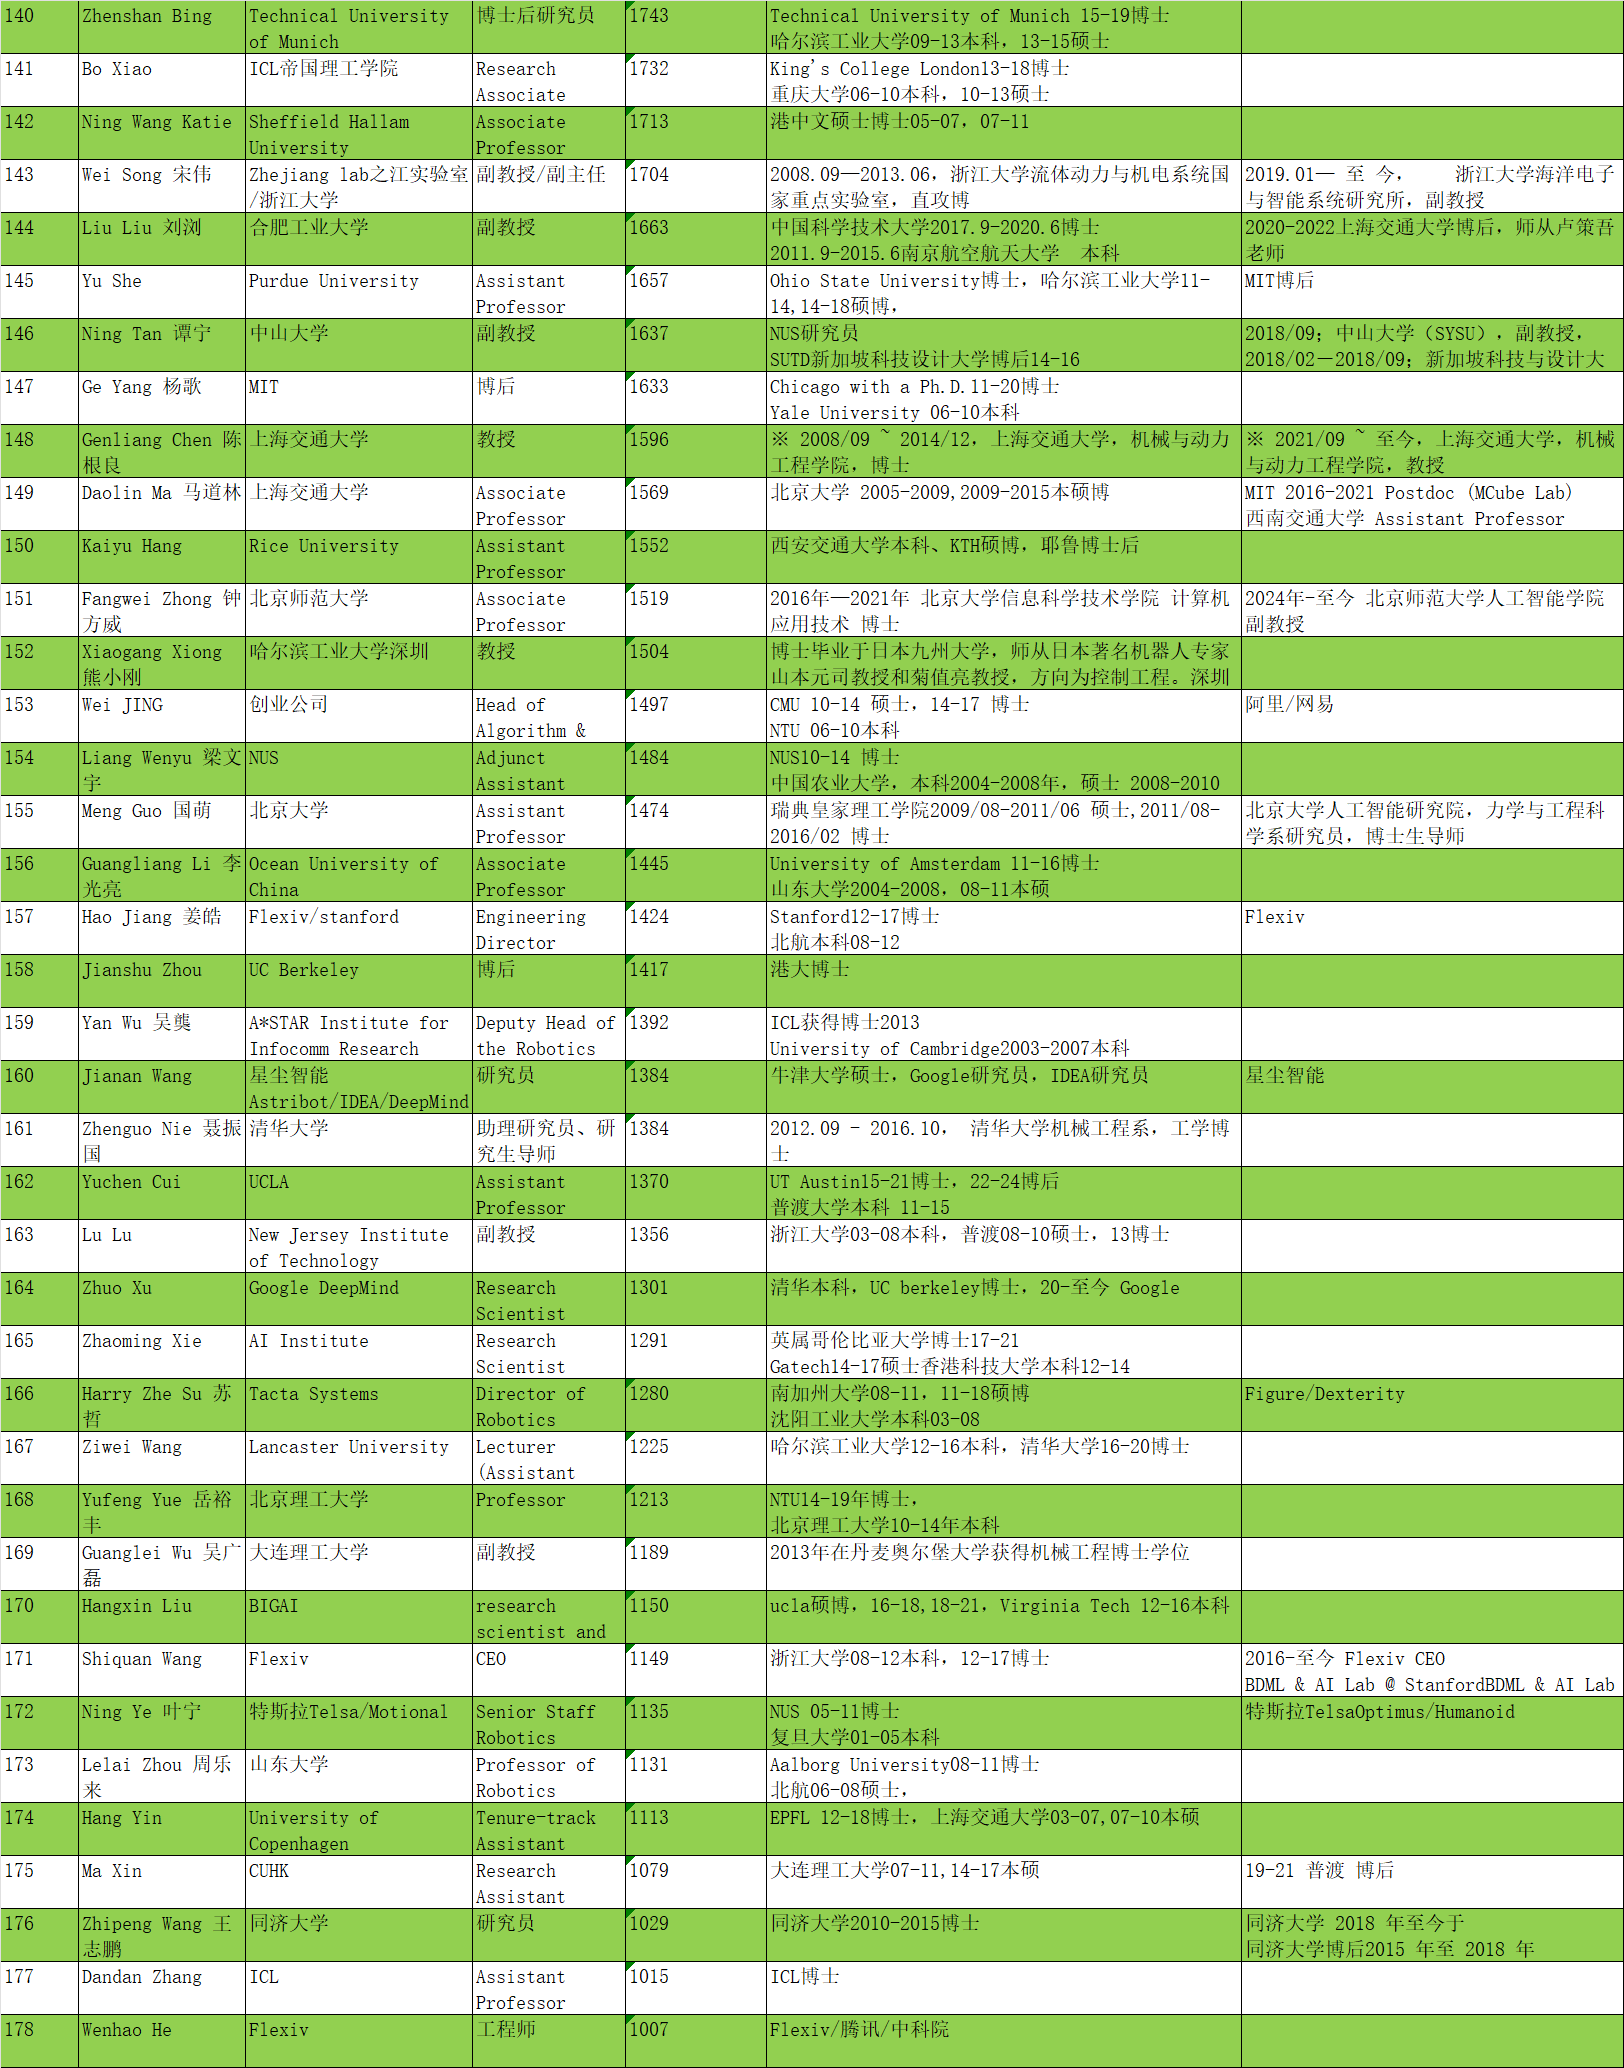 140 Zhenshan Bing Technical University 博士后研究员 1743 Technical University of Munich 15-19博士
of Munich 哈尔滨工业大学09-13本科，13-15硕士
141 Bo Xiao ICL帝国理工学院 Research 1732 King's College London13-18博士
Associate 重庆大学06-10本科，10-13硕士
142 Ning Wang Katie Sheffield Hallam Associate 1713 港中文硕士博士05-07，07-11
University Professor
143 Wei Song 宋伟 Zhejiang lab之江实验室 副教授/副主任 1704 2008.09—2013.06，浙江大学流体动力与机电系统国 2019.01— 至 今， 浙江大学海洋电子
/浙江大学 家重点实验室，直攻博 与智能系统研究所，副教授
144 Liu Liu 刘浏 合肥工业大学 副教授 1663 中国科学技术大学2017.9-2020.6博士 2020-2022上海交通大学博后，师从卢策吾
2011.9-2015.6南京航空航天大学 本科 老师
145 Yu She Purdue University Assistant 1657 Ohio State University博士，哈尔滨工业大学11- MIT博后
Professor 14,14-18硕博，
146 Ning Tan 谭宁 中山大学 副教授 1637 NUS研究员 2018/09；中山大学（SYSU），副教授，
SUTD新加坡科技设计大学博后14-16 2018/02－2018/09；新加坡科技与设计大
147 Ge Yang 杨歌 MIT 博后 1633 Chicago with a Ph.D.11-20博士
Yale University 06-10本科
148 Genliang Chen 陈 上海交通大学 教授 1596 ※ 2008/09 ~ 2014/12，上海交通大学，机械与动力 ※ 2021/09 ~ 至今，上海交通大学，机械
根良 工程学院，博士 与动力工程学院，教授
149 Daolin Ma 马道林 上海交通大学 Associate 1569 北京大学 2005-2009,2009-2015本硕博 MIT 2016-2021 Postdoc (MCube Lab)
Professor 西南交通大学 Assistant Professor
150 Kaiyu Hang Rice University Assistant 1552 西安交通大学本科、KTH硕博，耶鲁博士后
Professor
151 Fangwei Zhong 钟 北京师范大学 Associate 1519 2016年—2021年 北京大学信息科学技术学院 计算机 2024年-至今 北京师范大学人工智能学院
方威 Professor 应用技术 博士 副教授
152 Xiaogang Xiong 哈尔滨工业大学深圳 教授 1504 博士毕业于日本九州大学，师从日本著名机器人专家
熊小刚 山本元司教授和菊值亮教授，方向为控制工程。深圳
153 Wei JING 创业公司 Head of 1497 CMU 10-14 硕士，14-17 博士 阿里/网易
Algorithm & NTU 06-10本科
154 Liang Wenyu 梁文 NUS Adjunct 1484 NUS10-14 博士
宇 Assistant 中国农业大学，本科2004-2008年，硕士 2008-2010
155 Meng Guo 国萌 北京大学 Assistant 1474 瑞典皇家理工学院2009/08-2011/06 硕士,2011/08- 北京大学人工智能研究院，力学与工程科
Professor 2016/02 博士 学系研究员，博士生导师
156 Guangliang Li 李 Ocean University of Associate 1445 University of Amsterdam 11-16博士
光亮 China Professor 山东大学2004-2008，08-11本硕
157 Hao Jiang 姜皓 Flexiv/stanford Engineering 1424 Stanford12-17博士 Flexiv
Director 北航本科08-12
158 Jianshu Zhou UC Berkeley 博后 1417 港大博士
159 Yan Wu 吴龑 A*STAR Institute for Deputy Head of 1392 ICL获得博士2013
Infocomm Research the Robotics University of Cambridge2003-2007本科
160 Jianan Wang 星尘智能 研究员 1384 牛津大学硕士，Google研究员，IDEA研究员 星尘智能
Astribot/IDEA/DeepMind
161 Zhenguo Nie 聂振 清华大学 助理研究员、研 1384 2012.09 - 2016.10， 清华大学机械工程系，工学博
国 究生导师 士
162 Yuchen Cui UCLA Assistant 1370 UT Austin15-21博士，22-24博后
Professor 普渡大学本科 11-15
163 Lu Lu New Jersey Institute 副教授 1356 浙江大学03-08本科，普渡08-10硕士，13博士
of Technology
164 Zhuo Xu Google DeepMind Research 1301 清华本科，UC berkeley博士，20-至今 Google
Scientist
165 Zhaoming Xie AI Institute Research 1291 英属哥伦比亚大学博士17-21
Scientist Gatech14-17硕士香港科技大学本科12-14
166 Harry Zhe Su 苏 Tacta Systems Director of 1280 南加州大学08-11，11-18硕博 Figure/Dexterity
哲 Robotics 沈阳工业大学本科03-08
167 Ziwei Wang Lancaster University Lecturer 1225 哈尔滨工业大学12-16本科，清华大学16-20博士
(Assistant
168 Yufeng Yue 岳裕 北京理工大学 Professor 1213 NTU14-19年博士，
丰 北京理工大学10-14年本科
169 Guanglei Wu 吴广 大连理工大学 副教授 1189 2013年在丹麦奥尔堡大学获得机械工程博士学位
磊
170 Hangxin Liu BIGAI research 1150 ucla硕博，16-18,18-21，Virginia Tech 12-16本科
scientist and
171 Shiquan Wang Flexiv CEO 1149 浙江大学08-12本科，12-17博士 2016-至今 Flexiv CEO
BDML & AI Lab @ StanfordBDML & AI Lab
172 Ning Ye 叶宁 特斯拉Telsa/Motional Senior Staff 1135 NUS 05-11博士 特斯拉TelsaOptimus/Humanoid
Robotics 复旦大学01-05本科
173 Lelai Zhou 周乐 山东大学 Professor of 1131 Aalborg University08-11博士
来 Robotics 北航06-08硕士，
174 Hang Yin University of Tenure-track 1113 EPFL 12-18博士，上海交通大学03-07,07-10本硕
Copenhagen Assistant
175 Ma Xin CUHK Research 1079 大连理工大学07-11,14-17本硕 19-21 普渡 博后
Assistant
176 Zhipeng Wang 王 同济大学 研究员 1029 同济大学2010-2015博士 同济大学 2018 年至今于
志鹏 同济大学博后2015 年至 2018 年
177 Dandan Zhang ICL Assistant 1015 ICL博士
Professor
178 Wenhao He Flexiv 工程师 1007 Flexiv/腾讯/中科院